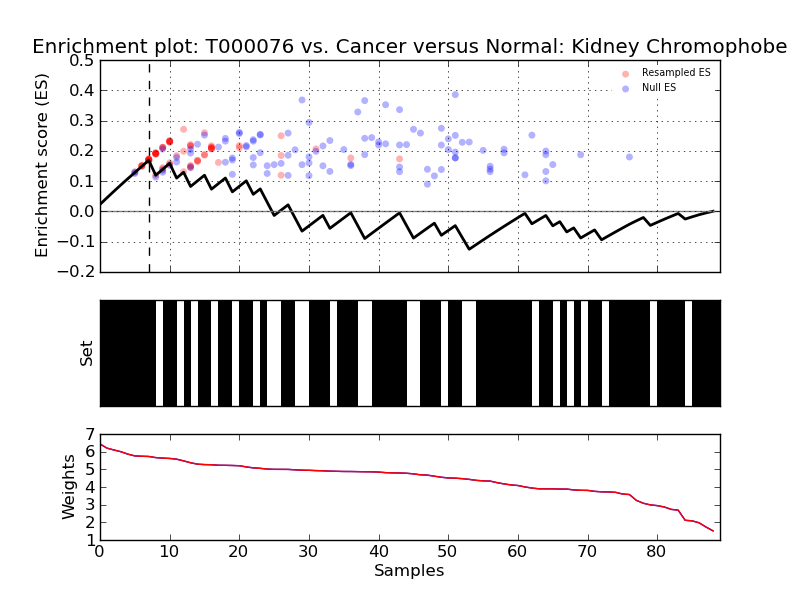 Enrichment plot: T000076 vs. Cancer versus Normal: Kidney Chromophobe
0.5
0.4
0.3
0.2
0.1
0.0
−0.1
−0.2
Enrichment score (ES)
Resampled ES
Null ES
Set
7
6
5
4
3
2
1
Weights
0 10 20 30 40 50 60 70 80
Samples